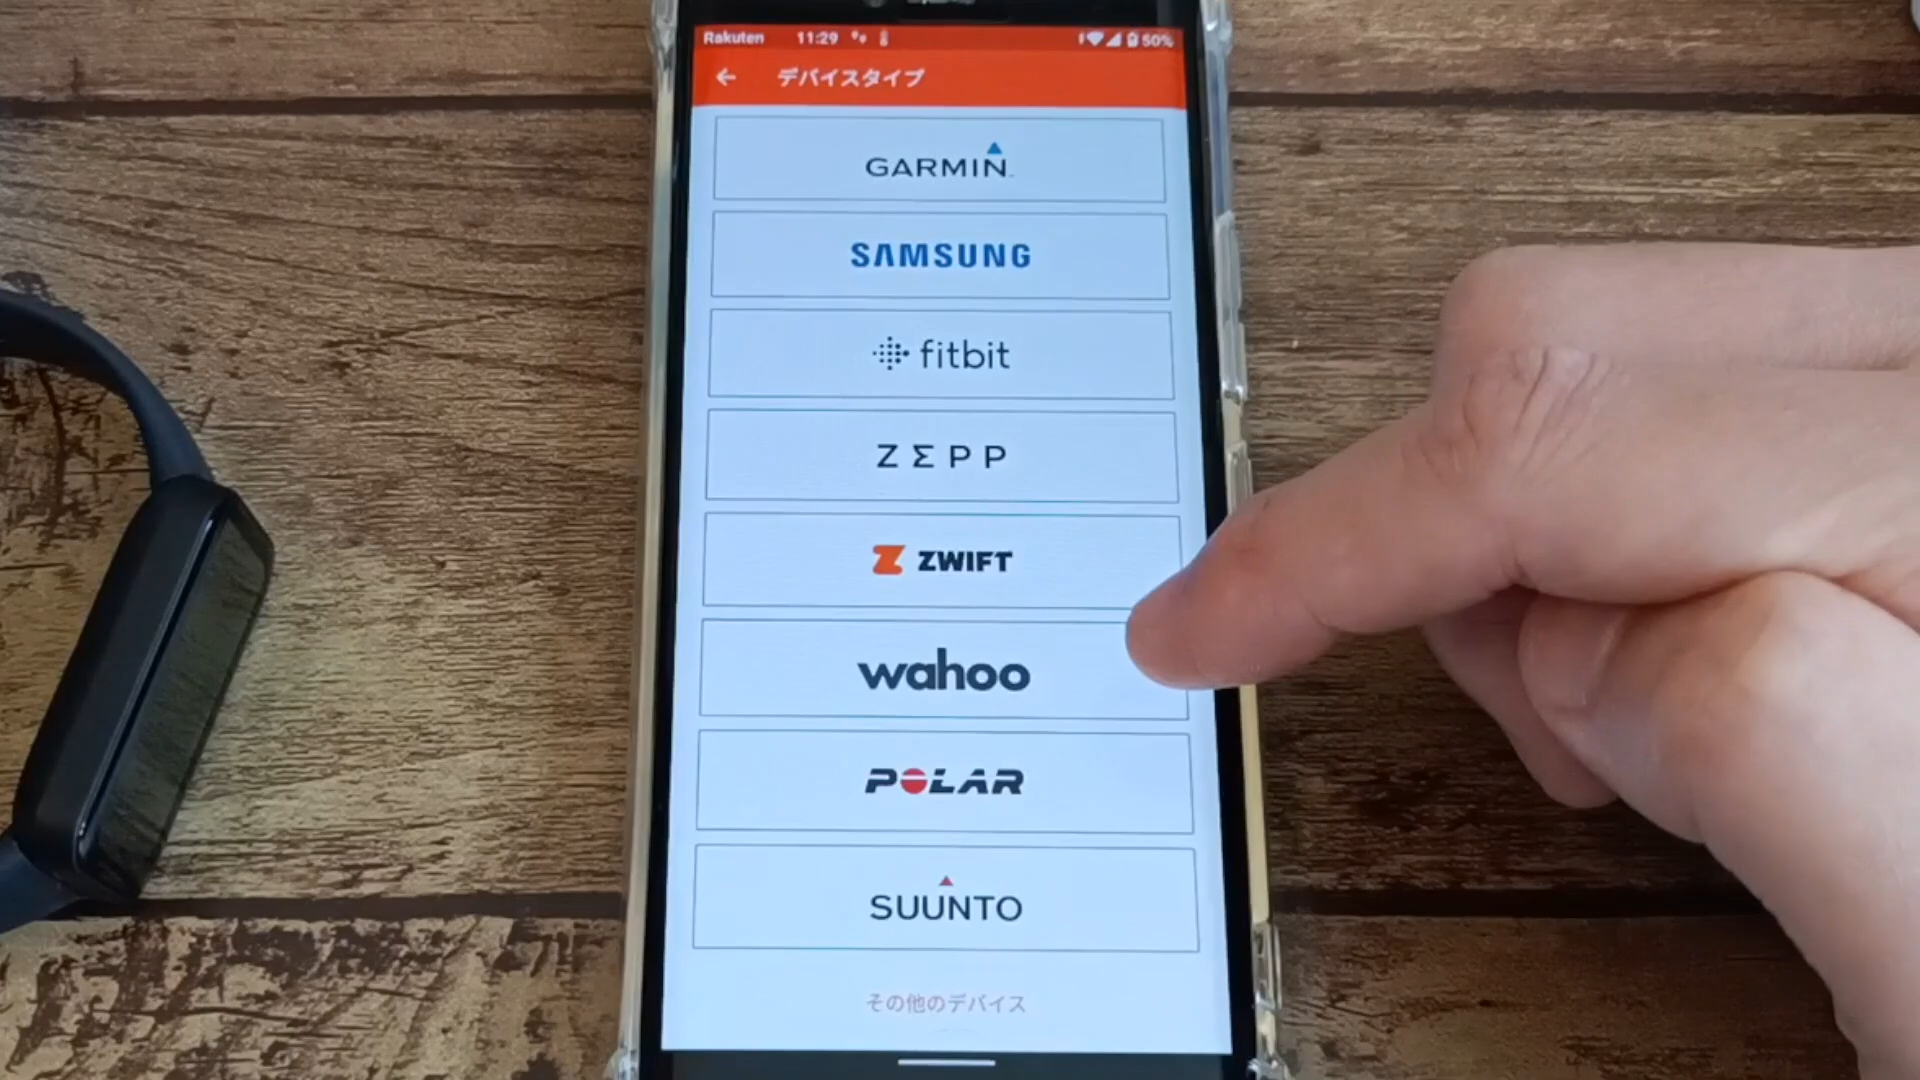 Rakuten 11:29 50%
デバイスタイプ
GARMIN
SAMSUNG
fitbit
ZΣPP
ZWIFT
wahoo
POLAR
SUUNTO
その他のデバイス